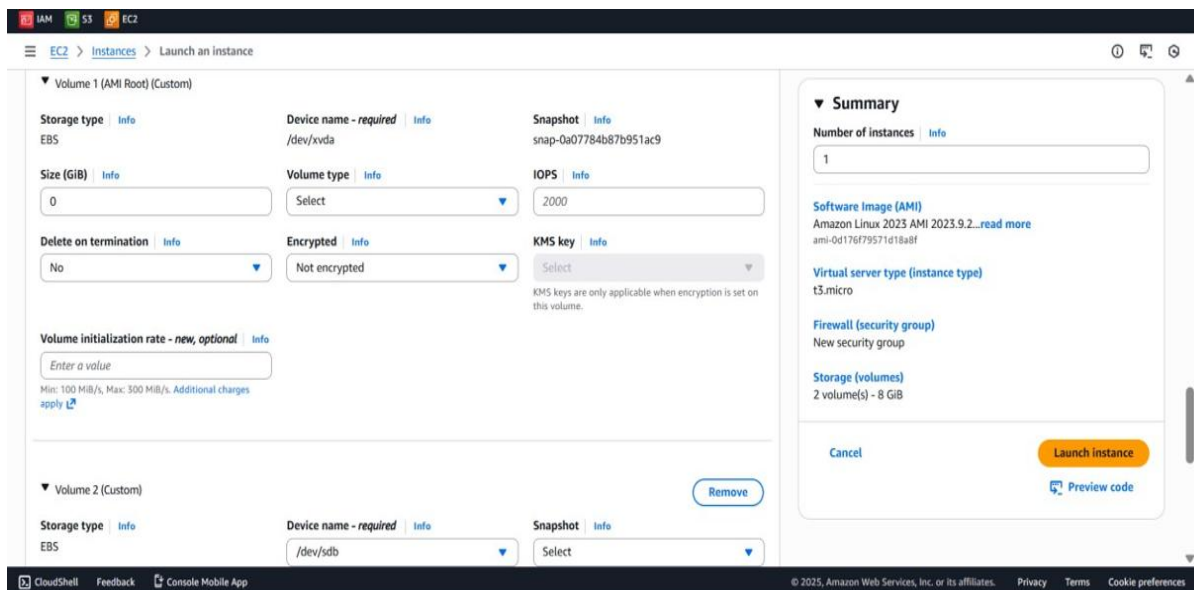 IAM S3 EC2
EC2 > Instances > Launch an instance
Volume 1 (AMI Root) (Custom)
Storage type Info
EBS
Device name - required Info
/dev/xvda
Snapshot Info
snap-0a07784b87b951ac9
Size (GiB) Info
0
Volume type Info
Select
IOPS Info
2000
Delete on termination Info
No
Encrypted Info
Not encrypted
KMS key Info
Select
KMS keys are only applicable when encryption is set on
this volume.
Volume initialization rate - new, optional Info
Enter a value
Min: 100 MiB/s, Max: 300 MiB/s. Additional charges
apply
Volume 2 (Custom)
Remove
Storage type Info
EBS
Device name - required Info
/dev/sdb
Snapshot Info
Select
Summary
Number of instances Info
1
Software Image (AMI)
Amazon Linux 2023 AMI 2023.9.2...read more
ami-0d176f79571d18a8f
Virtual server type (instance type)
t3.micro
Firewall (security group)
New security group
Storage (volumes)
2 volume(s) - 8 GiB
Cancel
Launch instance
Preview code
CloudShell Feedback Console Mobile App © 2025, Amazon Web Services, Inc. or its affiliates. Privacy Terms Cookie preferences